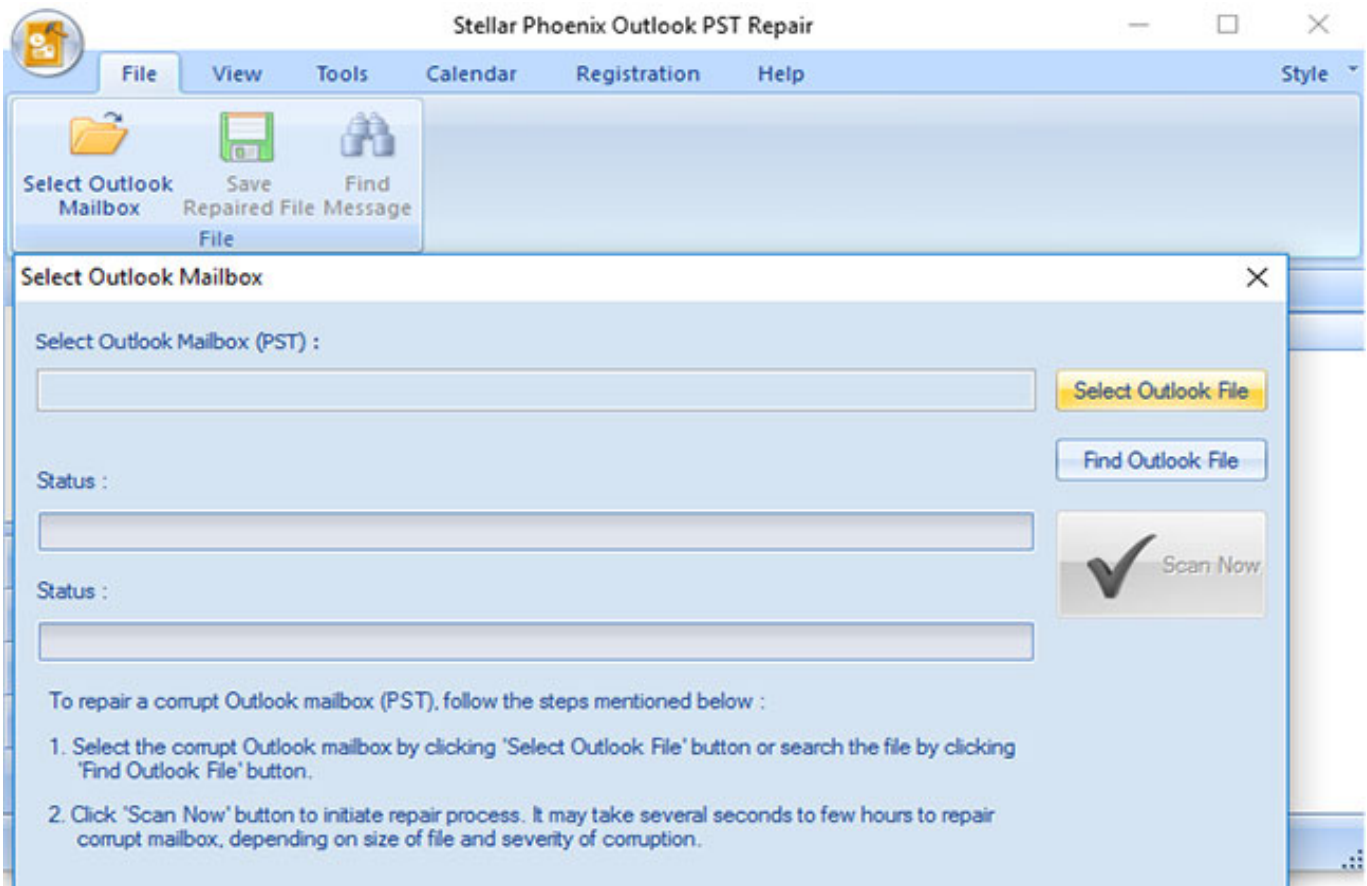 Stellar Phoenix Outlook PST Repair
File View Tools Calendar Registration Help Style
Select Outlook
Mailbox
Save
Repaired File
Find
Message
File
Select Outlook Mailbox
Select Outlook Mailbox (PST) :
Select Outlook File
Find Outlook File
Status :
Scan Now
Status :
To repair a corrupt Outlook mailbox (PST), follow the steps mentioned below :
1. Select the corrupt Outlook mailbox by clicking 'Select Outlook File' button or search the file by clicking
'Find Outlook File' button.
2. Click 'Scan Now' button to initiate repair process. It may take several seconds to few hours to repair
corrupt mailbox, depending on size of file and severity of corruption.